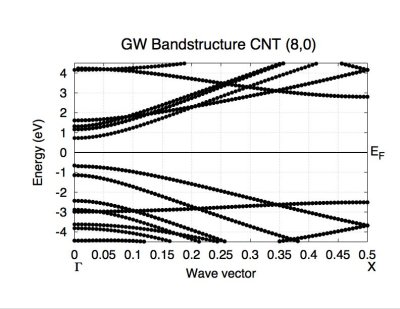 GW Bandstructure CNT (8,0)
4
3
2
1
0
-1
-2
-3
-4
Energy (eV)
E_F
0 0.05 0.1 0.15 0.2 0.25 0.3 0.35 0.4 0.45 0.5
Γ X
Wave vector